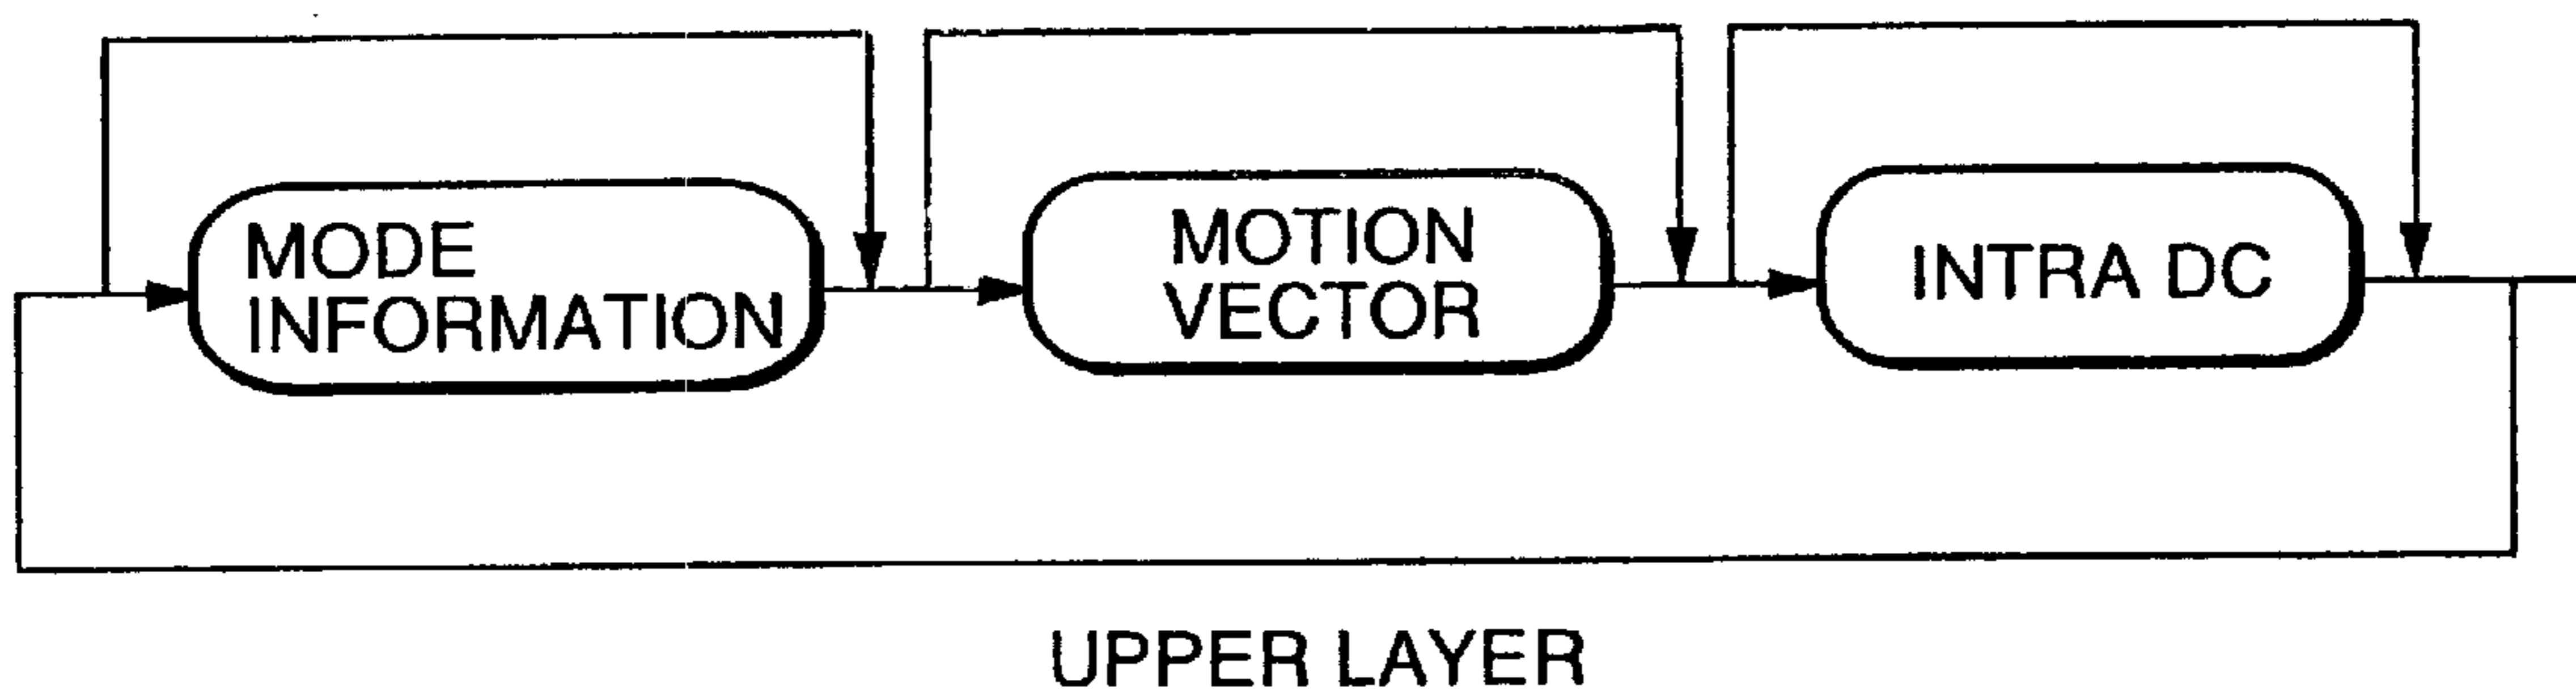 MODE
INFORMATION
MOTION
VECTOR
INTRA DC
UPPER LAYER